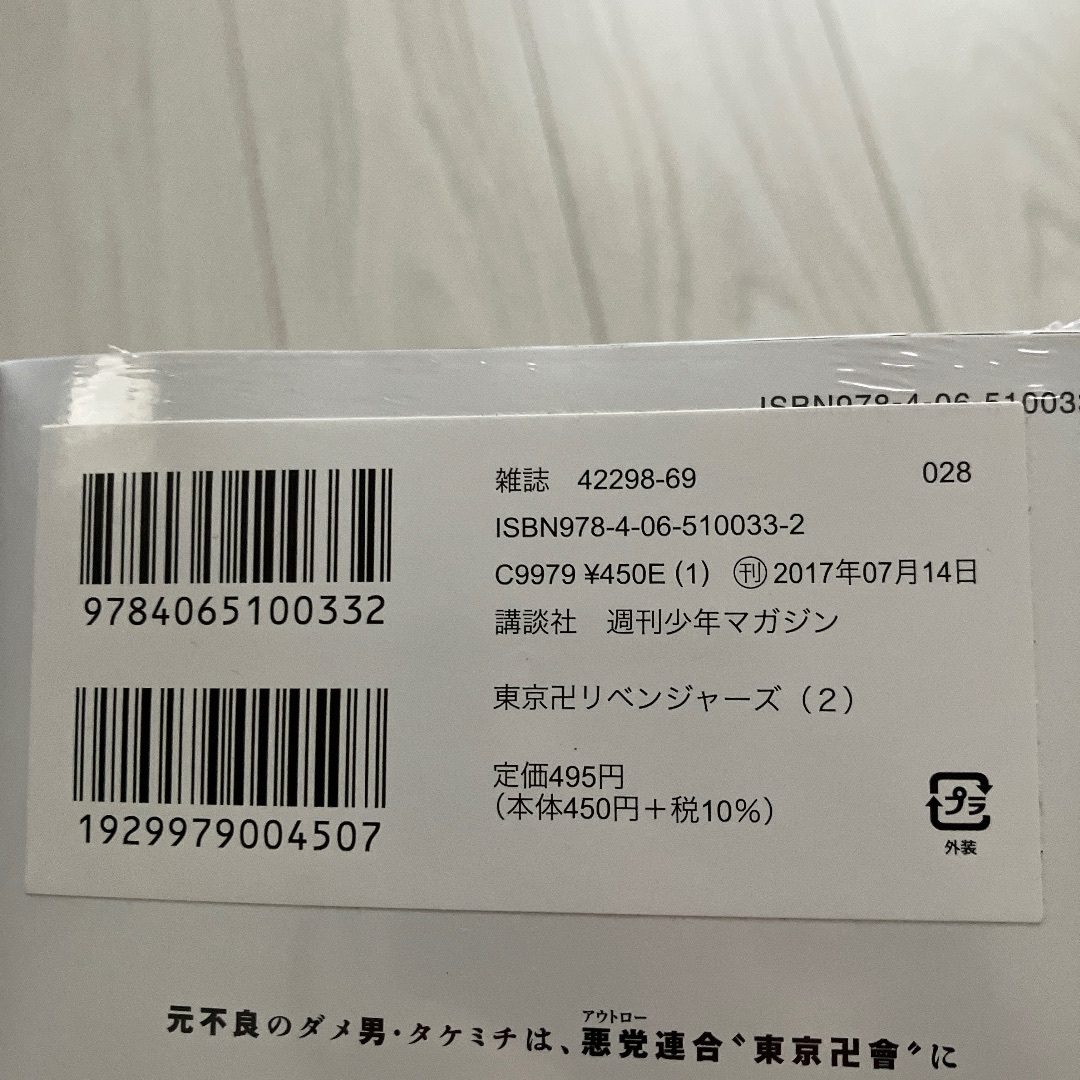 ISBN978-4-06-51003
雑誌 42298-69 028
ISBN978-4-06-510033-2
C9979 ¥450E (1) ㊢2017年07月14日
講談社 週刊少年マガジン
9784065100332
東京卍リベンジャーズ（2）
定価495円
（本体450円＋税10%）
1929979004507
プラ
外装
アウトロー
元不良のダメ男・タケミチは、悪党連合〝東京卍會〟に